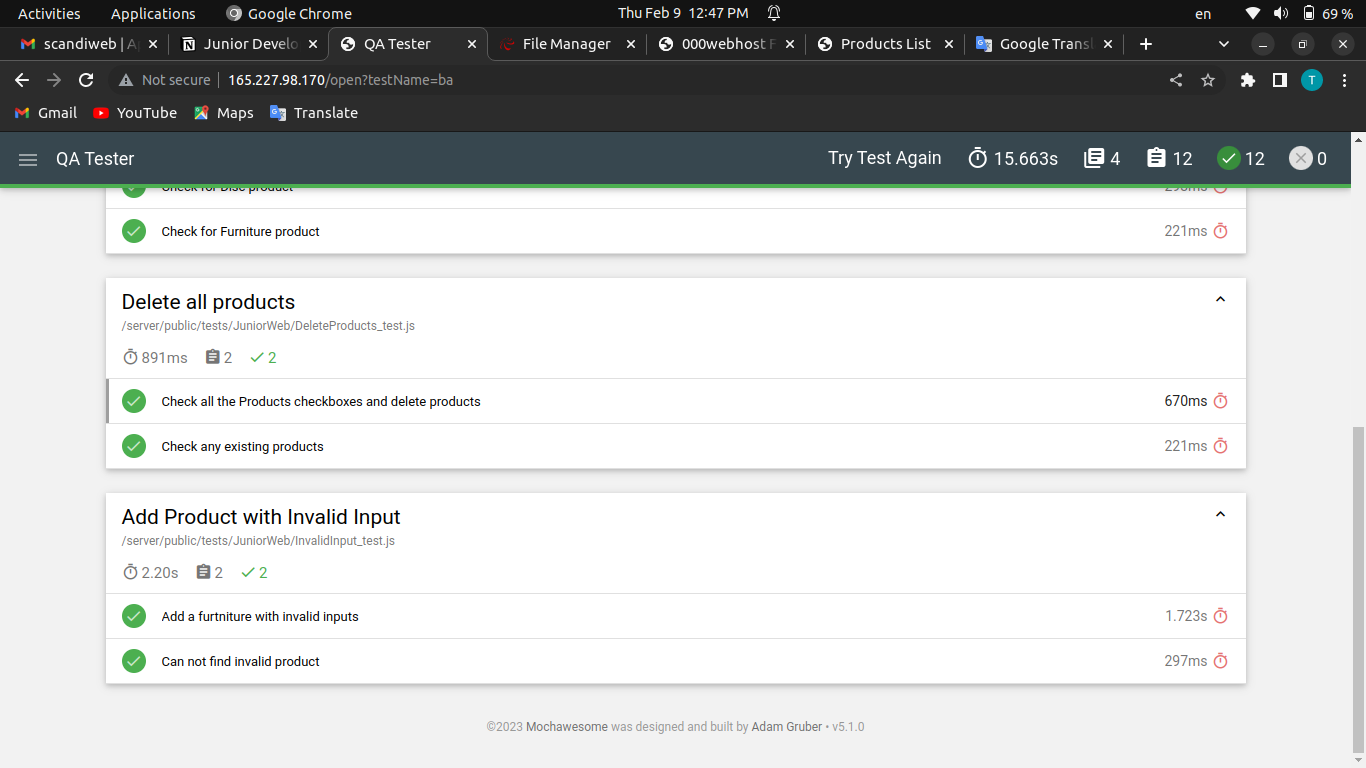 Activities Applications Google Chrome Thu Feb 9 12:47 PM en 69 %
scandiweb | A Junior Develo QA Tester File Manager 000webhost F Products List Google Trans
Not secure 165.227.98.170/open?testName=ba T
Gmail YouTube Maps Translate
QA Tester Try Test Again 15.663s 4 12 12 0
Check for Disc product 298ms
Check for Furniture product 221ms
Delete all products
/server/public/tests/JuniorWeb/DeleteProducts_test.js
891ms 2 2
Check all the Products checkboxes and delete products 670ms
Check any existing products 221ms
Add Product with Invalid Input
/server/public/tests/JuniorWeb/InvalidInput_test.js
2.20s 2 2
Add a furtniture with invalid inputs 1.723s
Can not find invalid product 297ms
©2023 Mochawesome was designed and built by Adam Gruber • v5.1.0